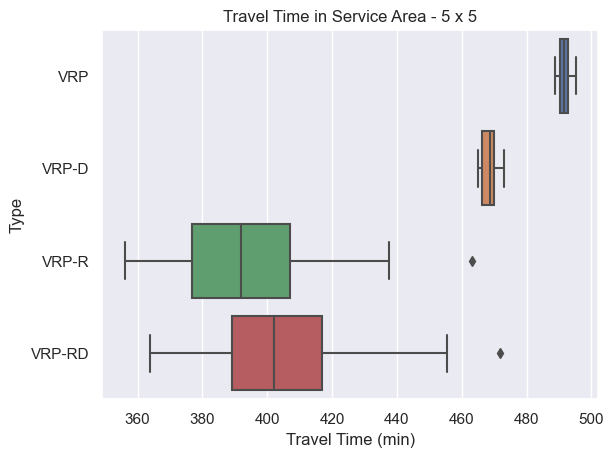 Travel Time in Service Area - 5 x 5
VRP
VRP-D
VRP-R
VRP-RD
Type
360 380 400 420 440 460 480 500
Travel Time (min)